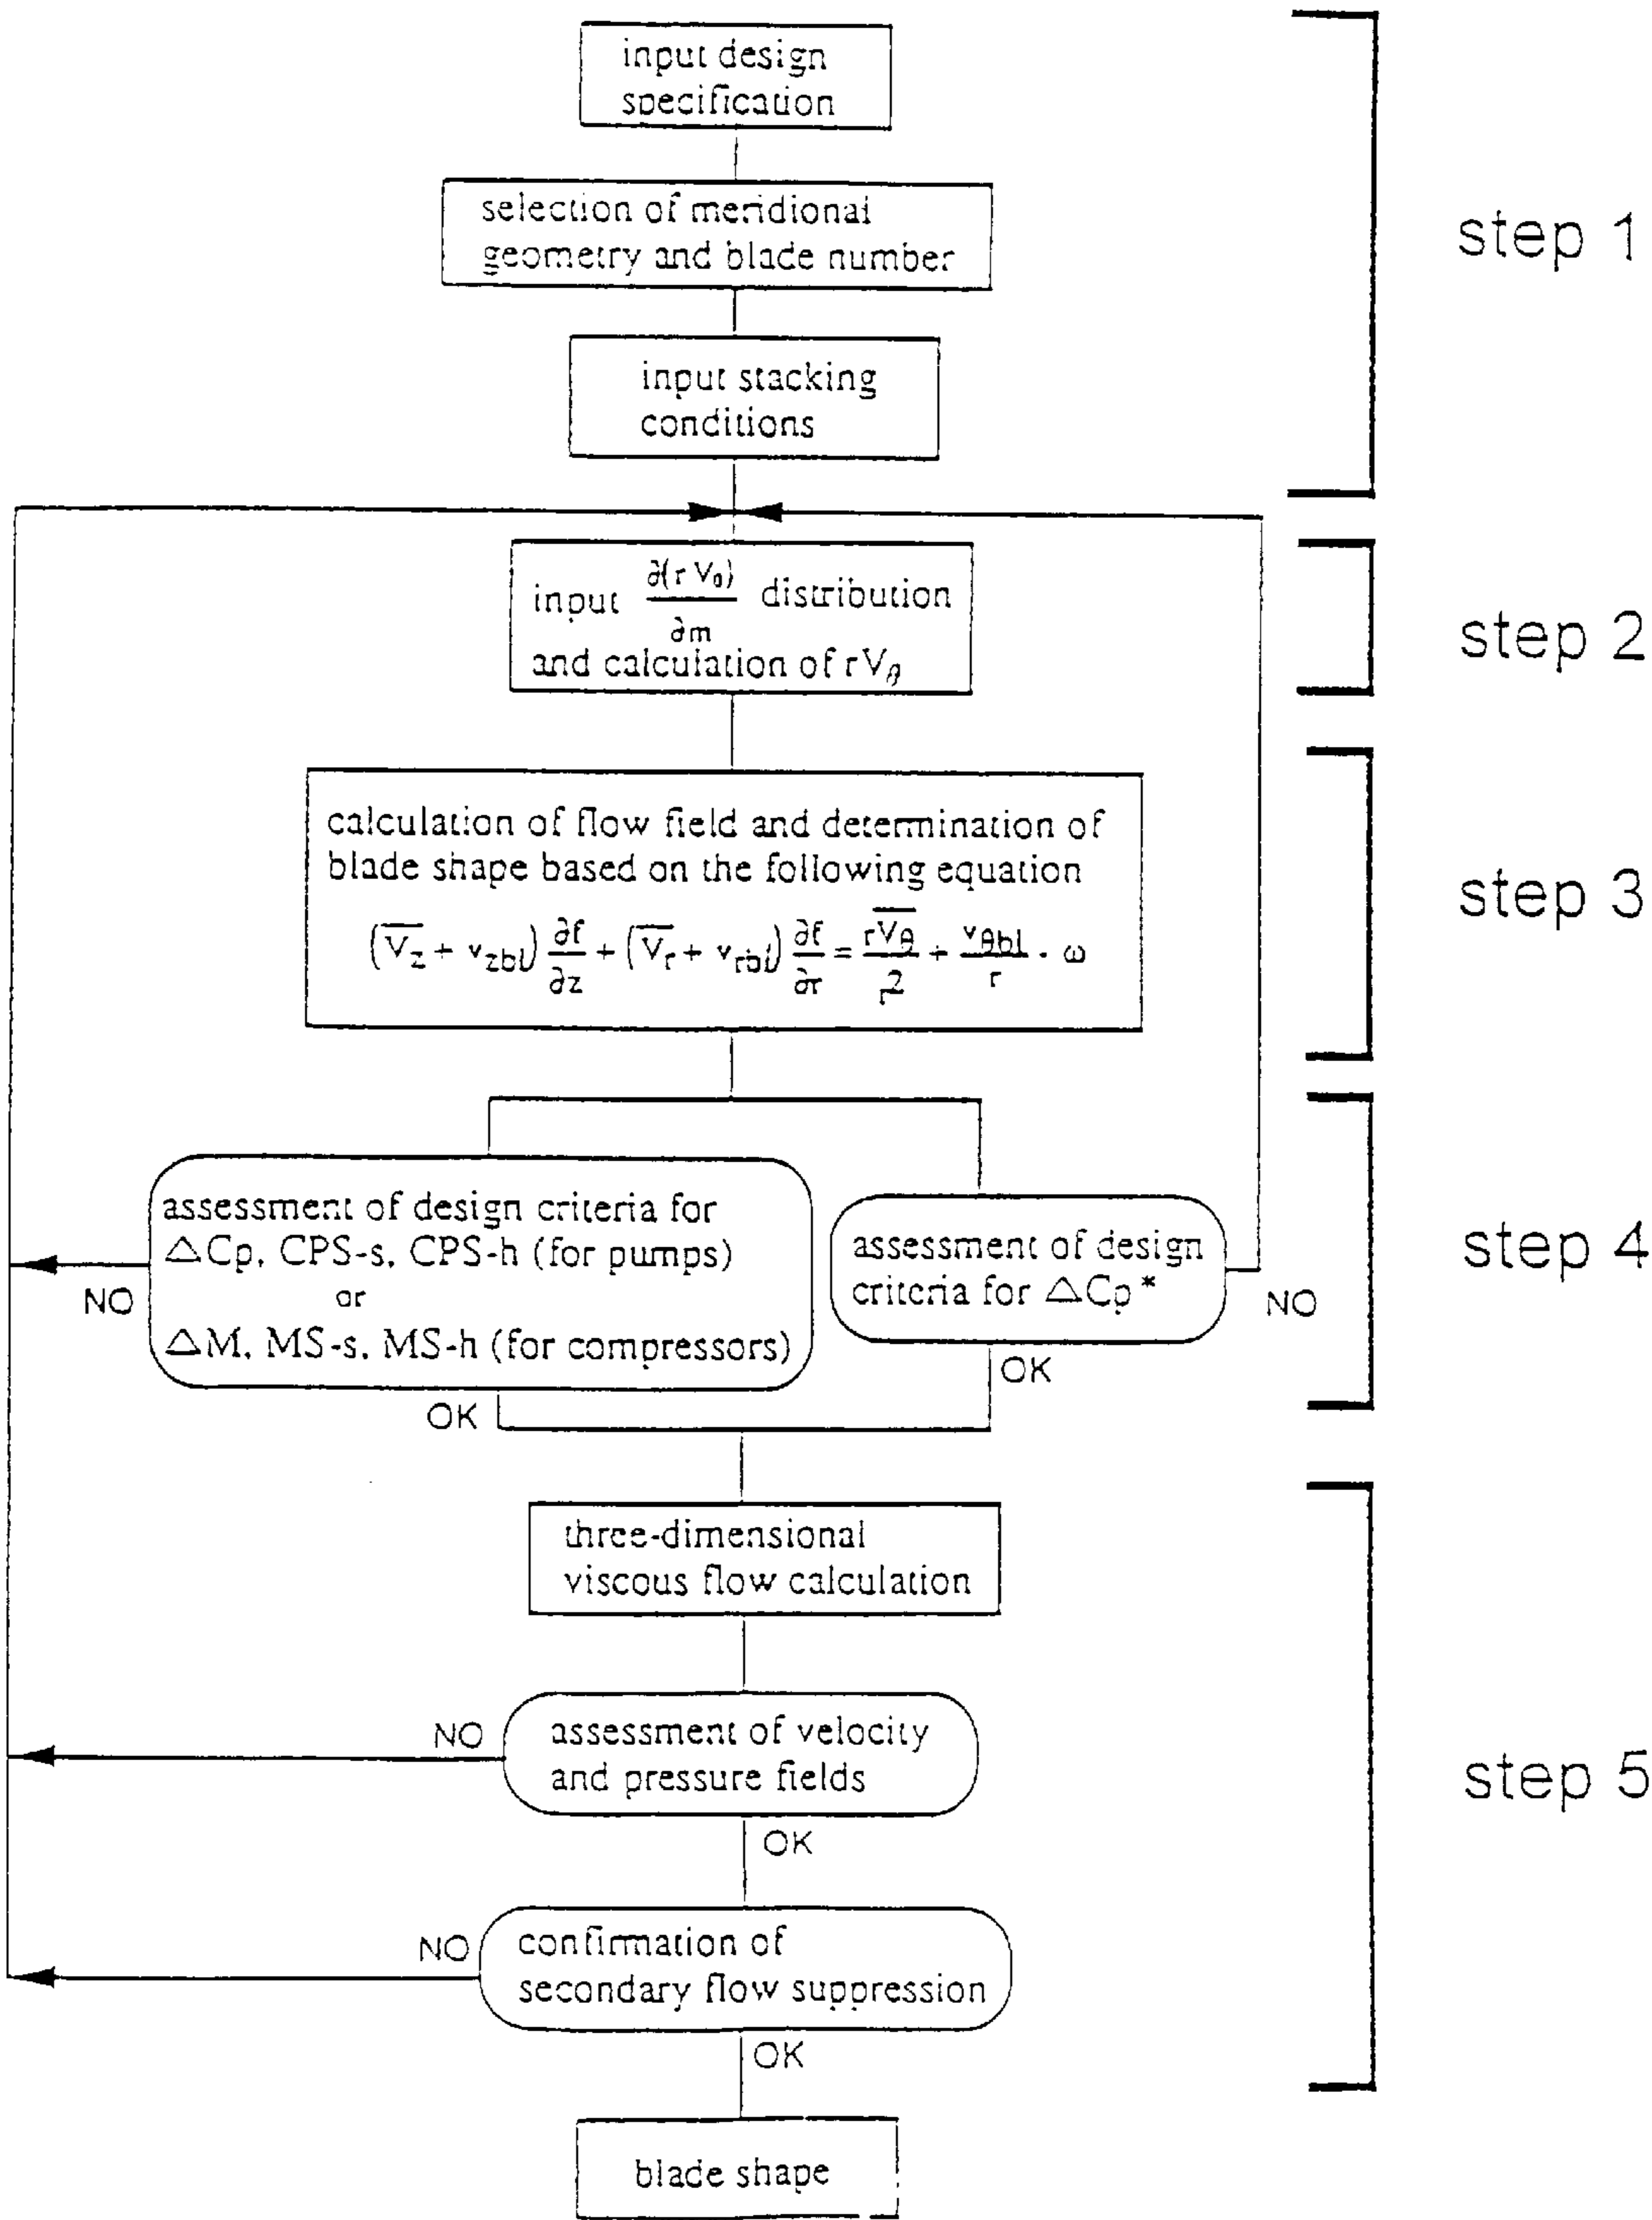 input design
specification
selection of meridional
geometry and blade number
step 1
input stacking
conditions
input ∂(r Vθ)/∂m distribution
and calculation of rVθ
step 2
calculation of flow field and determination of
blade shape based on the following equation
(V̅z + vzbl) ∂f/∂z + (V̅r + vrbl) ∂f/∂r = rV̅θ/r² + vθbl/r - ω
step 3
assessment of design criteria for
△Cp, CPS-s, CPS-h (for pumps)
or
△M, MS-s, MS-h (for compressors)
NO
OK
assessment of design
criteria for △Cp*
NO
OK
step 4
three-dimensional
viscous flow calculation
NO
assessment of velocity
and pressure fields
OK
step 5
NO
confirmation of
secondary flow suppression
OK
blade shape